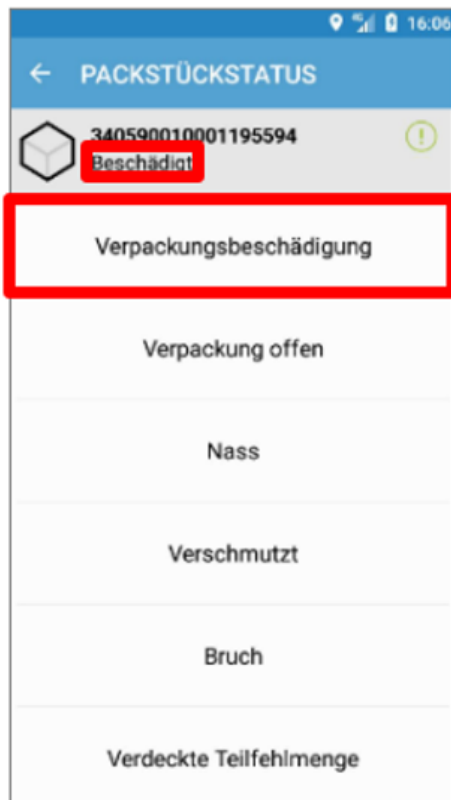 16:06
PACKSTÜCKSTATUS
340590010001195594
Beschädigt
Verpackungsbeschädigung
Verpackung offen
Nass
Verschmutzt
Bruch
Verdeckte Teilfehlmenge